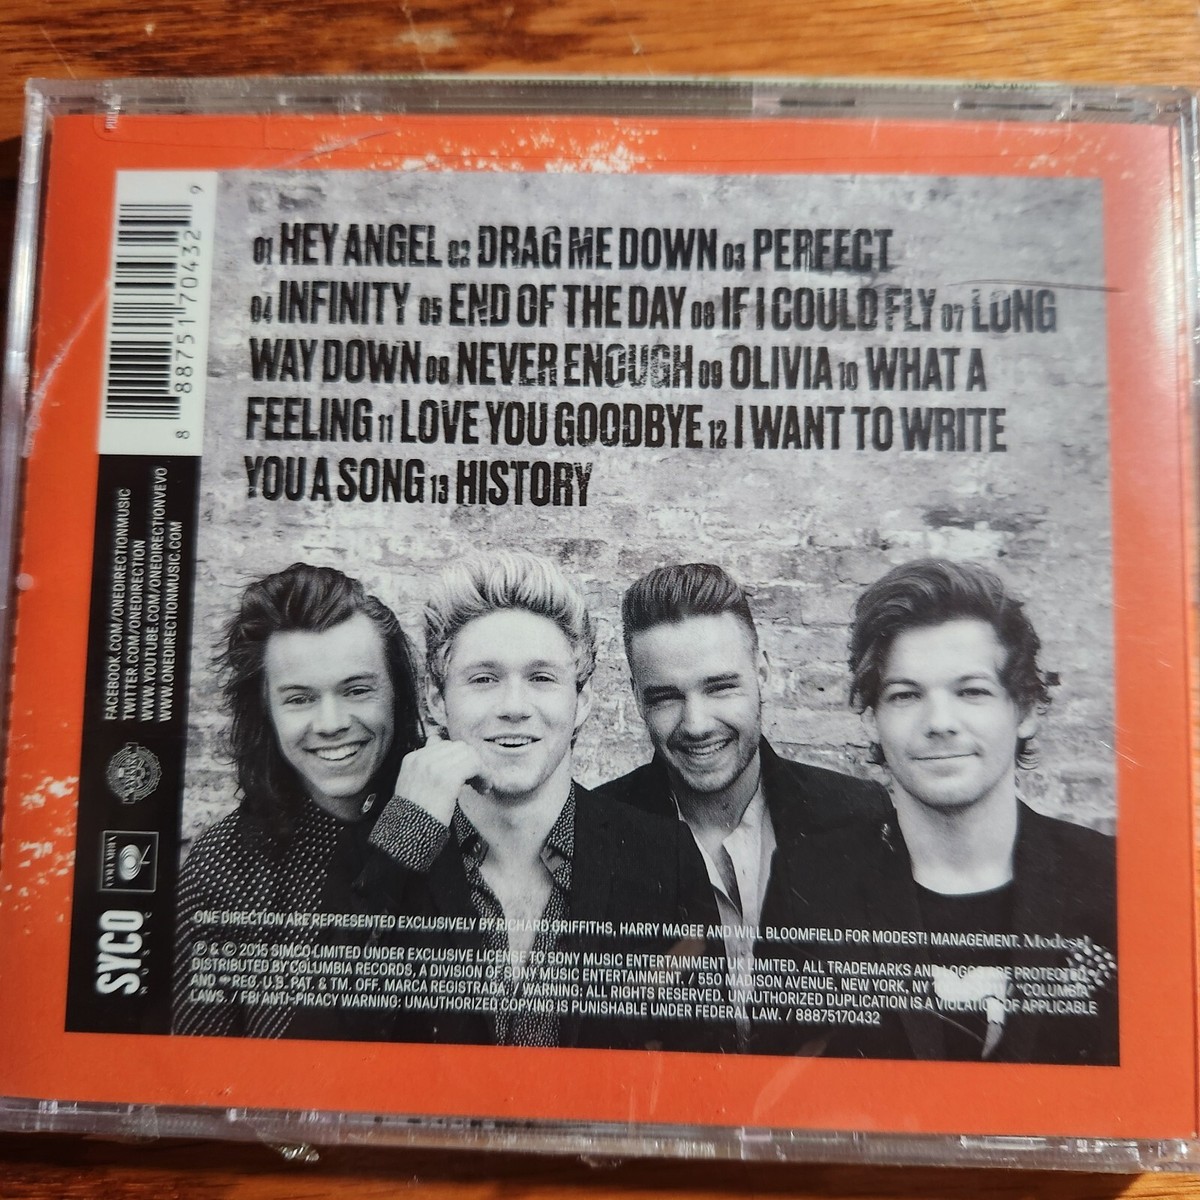 01 HEY ANGEL 02 DRAG ME DOWN 03 PERFECT
04 INFINITY 05 END OF THE DAY 06 IF I COULD FLY 07 LONG
WAY DOWN 08 NEVER ENOUGH 09 OLIVIA 10 WHAT A
FEELING 11 LOVE YOU GOODBYE 12 I WANT TO WRITE
YOU A SONG 13 HISTORY
8 88751 70432 9
FACEBOOK.COM/ONEDIRECTIONMUSIC
TWITTER.COM/ONEDIRECTION
WWW.YOUTUBE.COM/ONEDIRECTIONVEVO
WWW.ONEDIRECTIONMUSIC.COM
COLUMBIA
SYCO
MUSIC
ONE DIRECTION ARE REPRESENTED EXCLUSIVELY BY RICHARD GRIFFITHS, HARRY MAGEE AND WILL BLOOMFIELD FOR MODEST! MANAGEMENT. Modest!
℗ & © 2015 SIMCO LIMITED UNDER EXCLUSIVE LICENSE TO SONY MUSIC ENTERTAINMENT UK LIMITED. ALL TRADEMARKS AND LOGOS ARE PROTECTED.
DISTRIBUTED BY COLUMBIA RECORDS, A DIVISION OF SONY MUSIC ENTERTAINMENT. / 550 MADISON AVENUE, NEW YORK, NY / "COLUMBIA"
AND REG. U.S. PAT. & TM. OFF. MARCA REGISTRADA. / WARNING: ALL RIGHTS RESERVED. UNAUTHORIZED DUPLICATION IS A VIOLATION OF APPLICABLE
LAWS. / FBI ANTI-PIRACY WARNING: UNAUTHORIZED COPYING IS PUNISHABLE UNDER FEDERAL LAW. / 88875170432